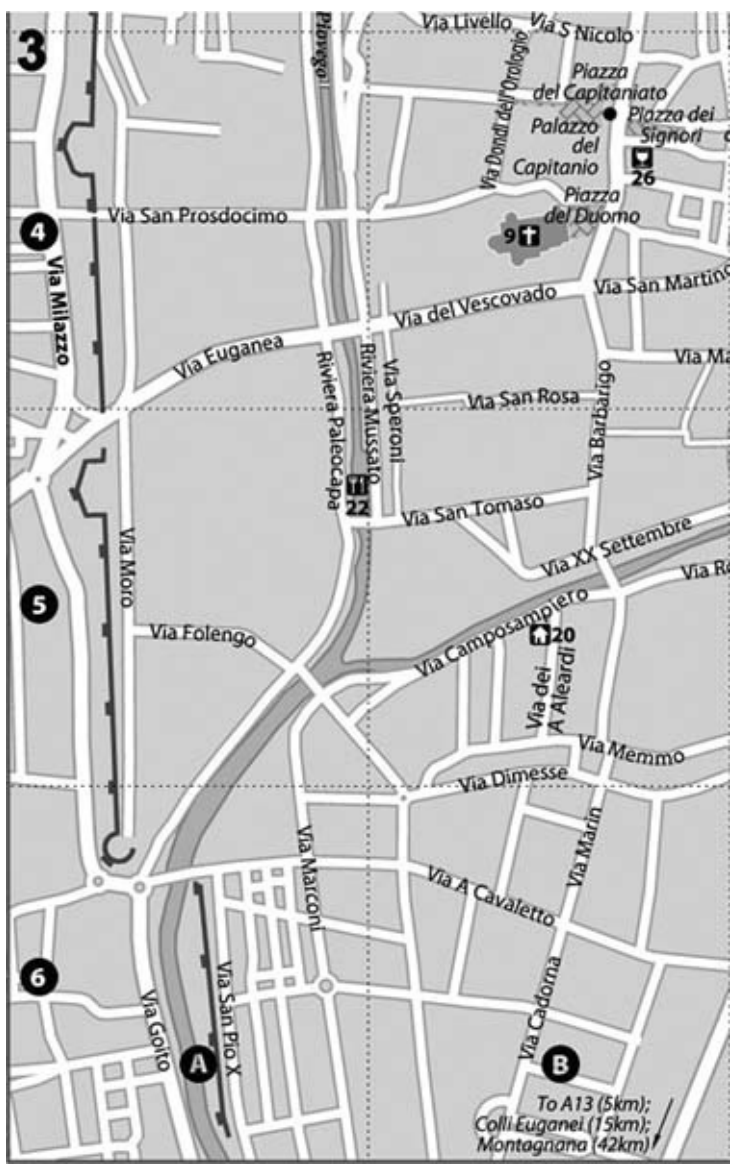 3
Piovego
Via Livello
Via S Nicolo
Via Dondi dell'Orologio
Piazza
del Capitaniato
Palazzo
del
Capitanio
Piazza dei
Signori
26
Via San Prosdocimo
Piazza
del Duomo
9
4
Via Milazzo
Via del Vescovado
Via San Martino
Via Euganea
Riviera Paleocapa
Riviera Mussato
Via Speroni
Via San Rosa
Via Barbarigo
Via Ma
22
Via San Tomaso
Via XX Settembre
Via Moro
5
Via Folengo
Via Camposampiero
Via Ro
20
Via dei
A Aleardi
Via Memmo
Via Dimesse
Via Marconi
Via Marin
Via A Cavaletto
6
Via Goito
Via San Pio X
Via Cadorna
A
B
To A13 (5km);
Colli Euganei (15km);
Montagnana (42km)